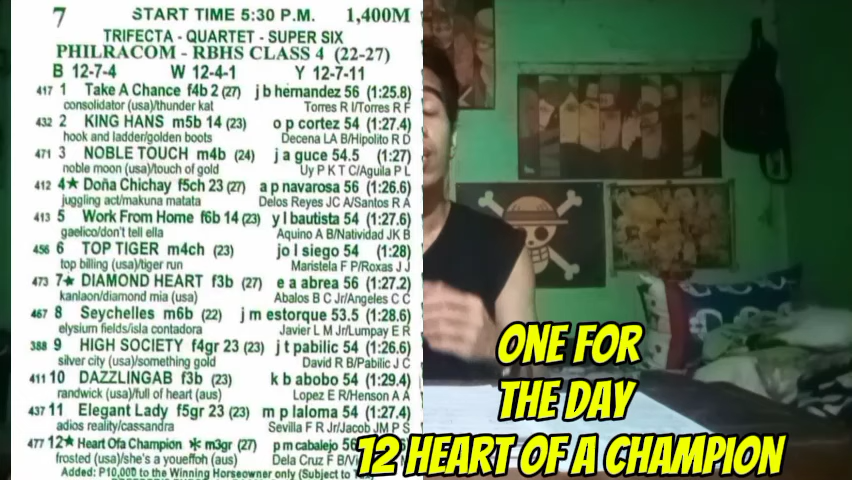 7 START TIME 5:30 P.M. 1,400M
TRIFECTA - QUARTET - SUPER SIX
PHILRACOM - RBHS CLASS 4 (22-27)
B 12-7-4 W 12-4-1 Y 12-7-11
417 1 Take A Chance f4b 2 (27) j b hernandez 56 (1:25.8)
consolidator (usa)/thunder kat Torres R I/Torres R F
432 2 KING HANS m5b 14 (23) o p cortez 54 (1:27.4)
hook and ladder/golden boots Decena LA B/Hipolito R D
471 3 NOBLE TOUCH m4b (24) j a guce 54.5 (1:27)
noble moon (usa)/touch of gold Uy P K T C/Aguila P L
412 4★ Doña Chichay f5ch 23 (27) a p navarosa 56 (1:26.6)
juggling act/makuna matata Delos Reyes JC A/Santos R A
413 5 Work From Home f6b 14 (23) y l bautista 54 (1:27.6)
gaelico/don't tell ella Aquino A B/Natividad JK B
456 6 TOP TIGER m4ch (23) jo l siego 54 (1:28)
top billing (usa)/tiger run Maristela F P/Roxas J J
473 7★ DIAMOND HEART f3b (27) e a abrea 56 (1:27.2)
kanlaon/diamond mia (usa) Abalos B C Jr/Angeles C C
467 8 Seychelles m6b (22) j m estorque 53.5 (1:28.6)
elysium fields/isla contadora Javier L M Jr/Lumpay E R
388 9 HIGH SOCIETY f4gr 23 (23) j t pabilic 54 (1:26.6)
silver city (usa)/something gold David R B/Pabilic J C
411 10 DAZZLINGAB f3b (23) k b abobo 54 (1:29.4)
randwick (usa)/full of heart (aus) Lopez E R/Henson A A
437 11 Elegant Lady f5gr 23 (23) m p laloma 54 (1:27.4)
adios reality/cassandra Sevilla F R Jr/Jacob JM P S
477 12★ Heart Ofa Champion ✻ m3gr (27) p m cabalejo 56
frosted (usa)/she's a youeffoh (aus) Dela Cruz F B/
Added: P10,000 to the Winning Horseowner only (Subject to
ONE FOR
THE DAY
12 HEART OF A CHAMPION